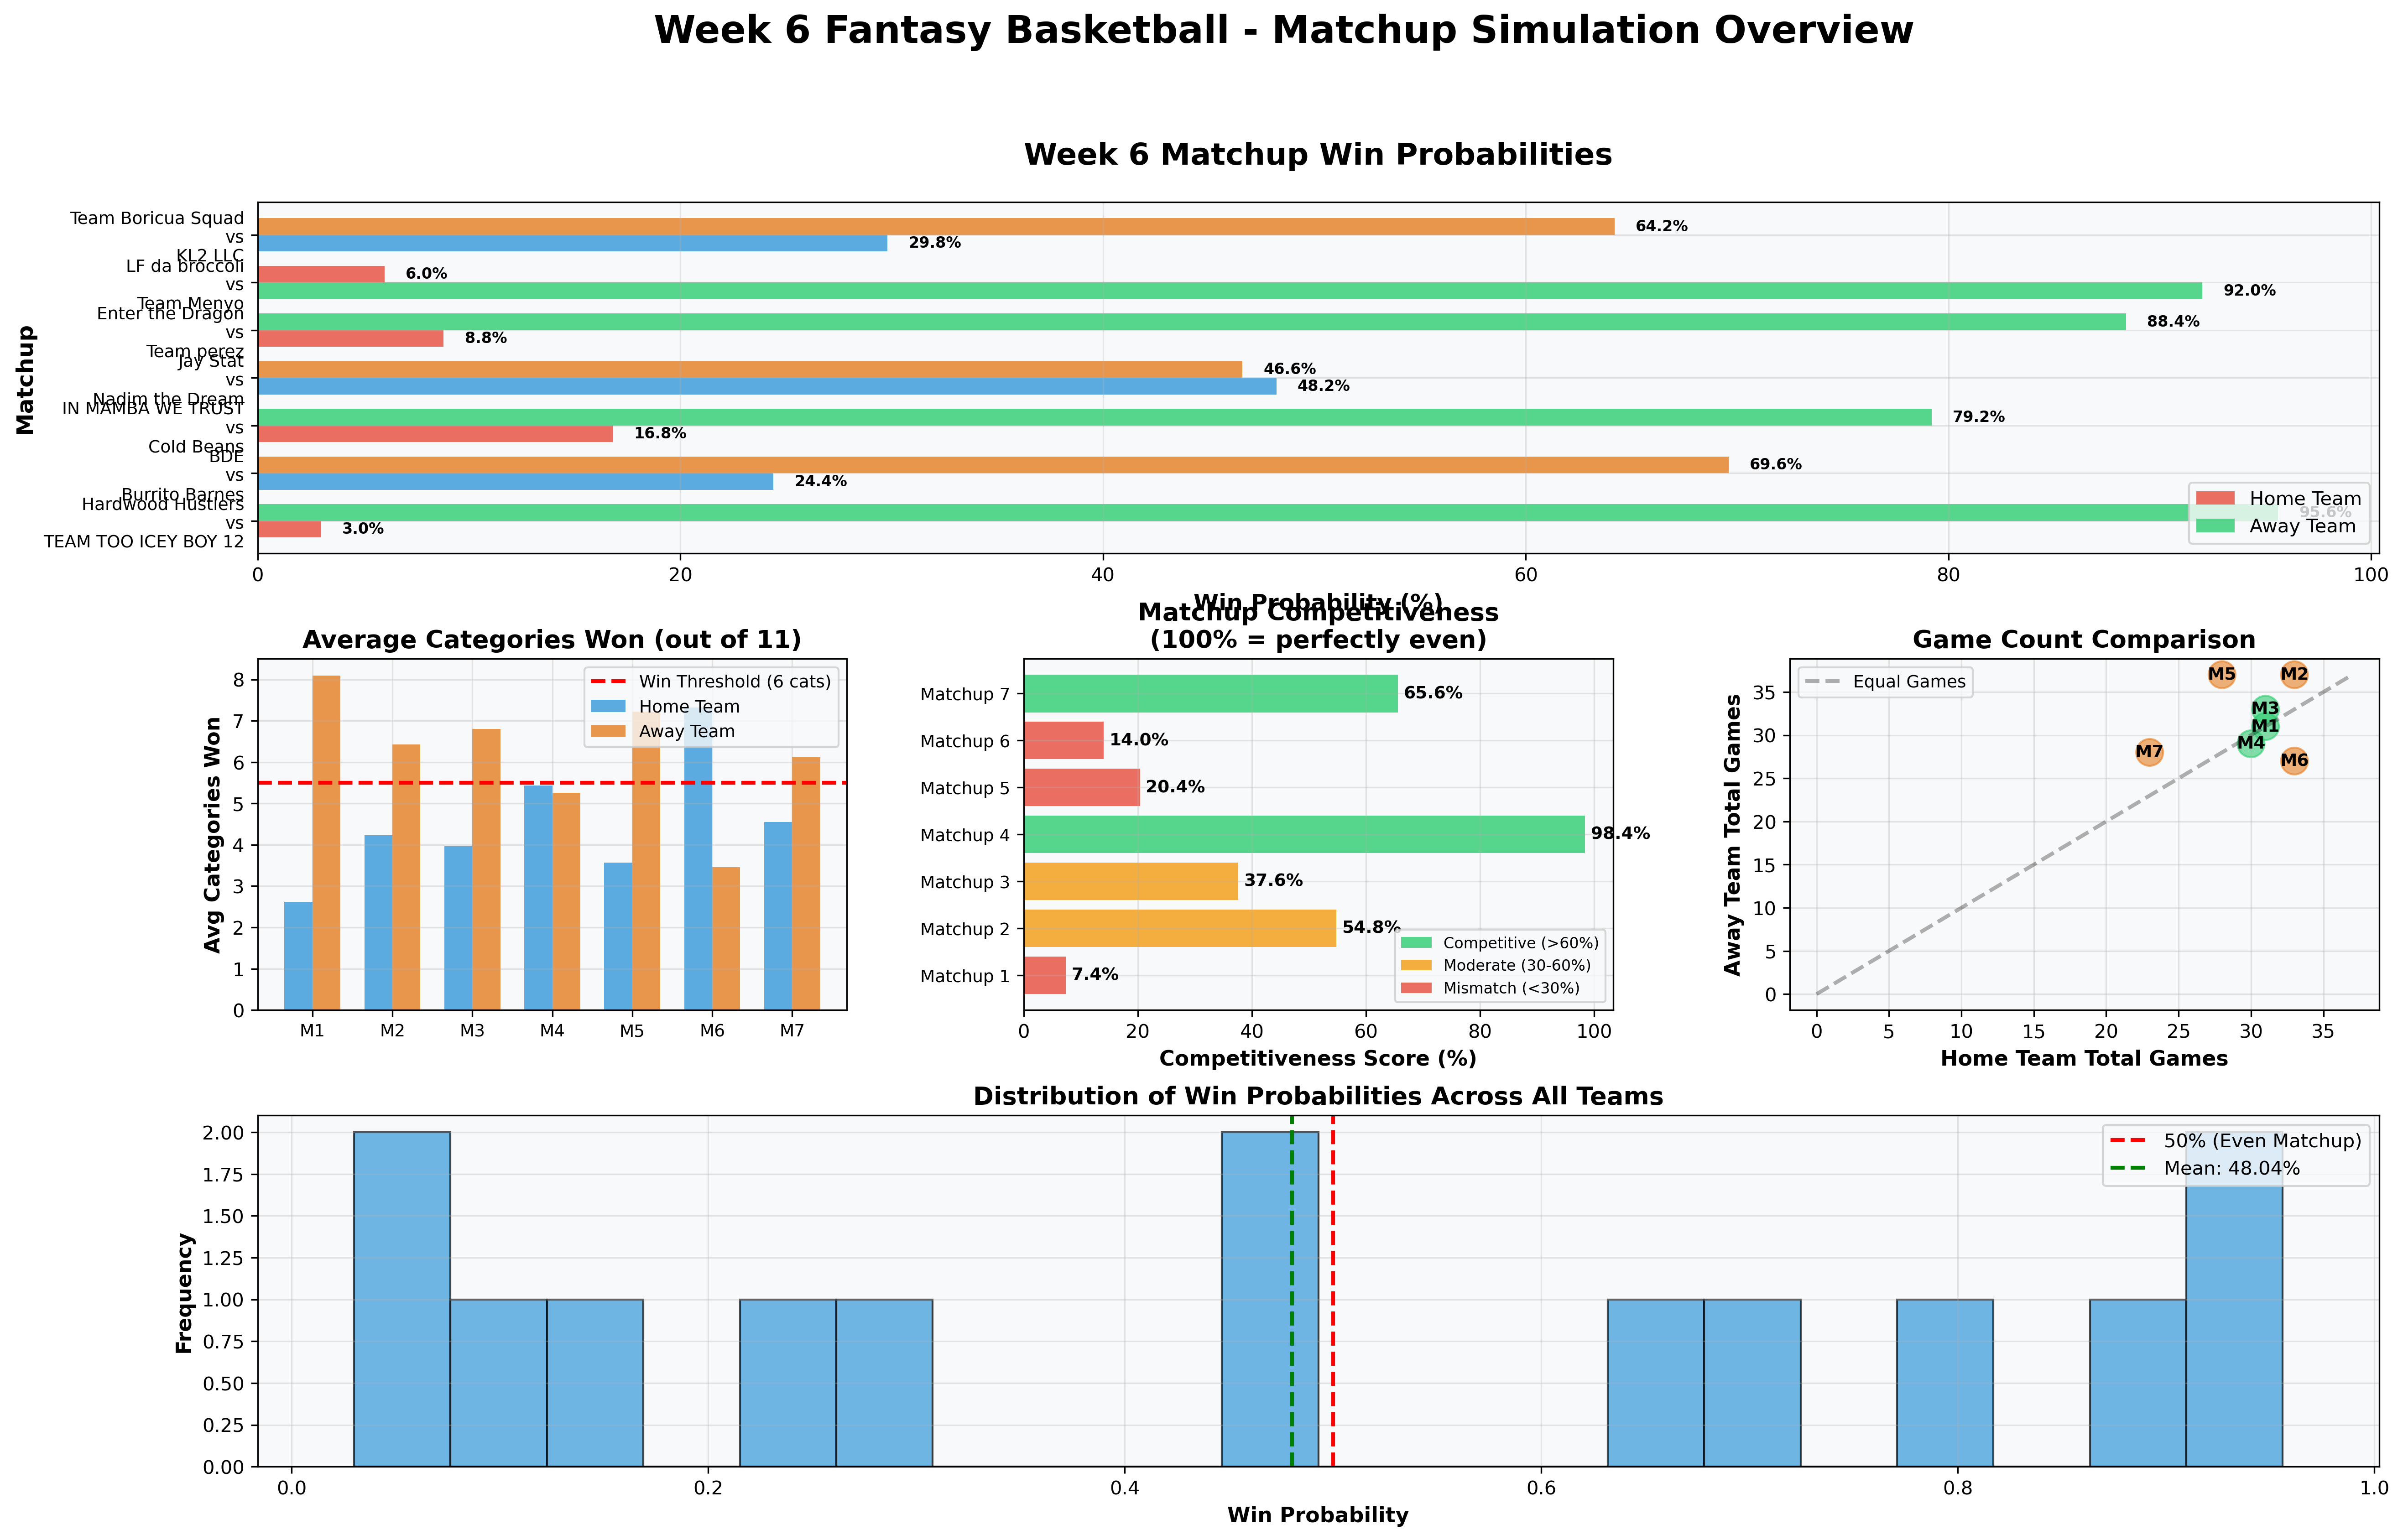 Week 6 Fantasy Basketball - Matchup Simulation Overview
Week 6 Matchup Win Probabilities
Matchup
Team Boricua Squad
vs
KL2 LLC
LF da broccoli
vs
Team Menyo
Enter the Dragon
vs
Team perez
Jay Stat
vs
Nadim the Dream
IN MAMBA WE TRUST
vs
Cold Beans
BDE
vs
Burrito Barnes
Hardwood Hustlers
vs
TEAM TOO ICEY BOY 12
64.2%
29.8%
6.0%
92.0%
88.4%
8.8%
46.6%
48.2%
79.2%
16.8%
69.6%
24.4%
95.6%
3.0%
Home Team
Away Team
0 20 40 60 80 100
Win Probability (%)
Average Categories Won (out of 11)
Avg Categories Won
8
7
6
5
4
3
2
1
0
Win Threshold (6 cats)
Home Team
Away Team
M1 M2 M3 M4 M5 M6 M7
Matchup Competitiveness
(100% = perfectly even)
Matchup 7 65.6%
Matchup 6 14.0%
Matchup 5 20.4%
Matchup 4 98.4%
Matchup 3 37.6%
Matchup 2 54.8%
Matchup 1 7.4%
Competitive (>60%)
Moderate (30-60%)
Mismatch (<30%)
0 20 40 60 80 100
Competitiveness Score (%)
Game Count Comparison
Away Team Total Games
35
30
25
20
15
10
5
0
Equal Games
M5
M2
M3
M1
M4
M7
M6
0 5 10 15 20 25 30 35
Home Team Total Games
Distribution of Win Probabilities Across All Teams
Frequency
2.00
1.75
1.50
1.25
1.00
0.75
0.50
0.25
0.00
50% (Even Matchup)
Mean: 48.04%
0.0 0.2 0.4 0.6 0.8 1.0
Win Probability